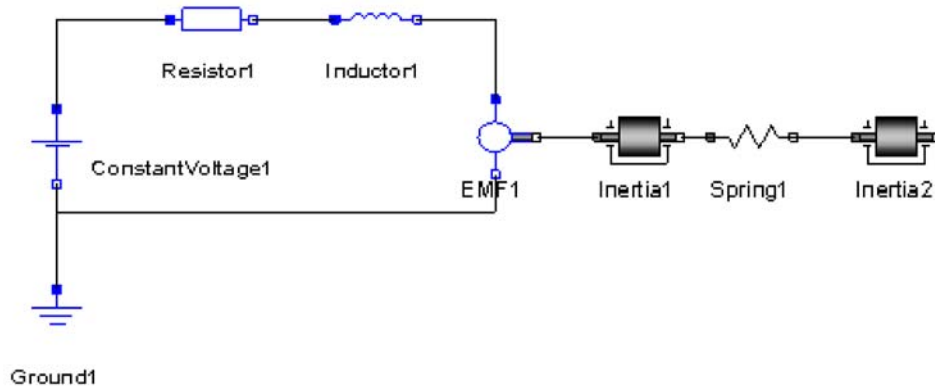 Resistor1
Inductor1
ConstantVoltage1
EMF1
Inertia1
Spring1
Inertia2
Ground1